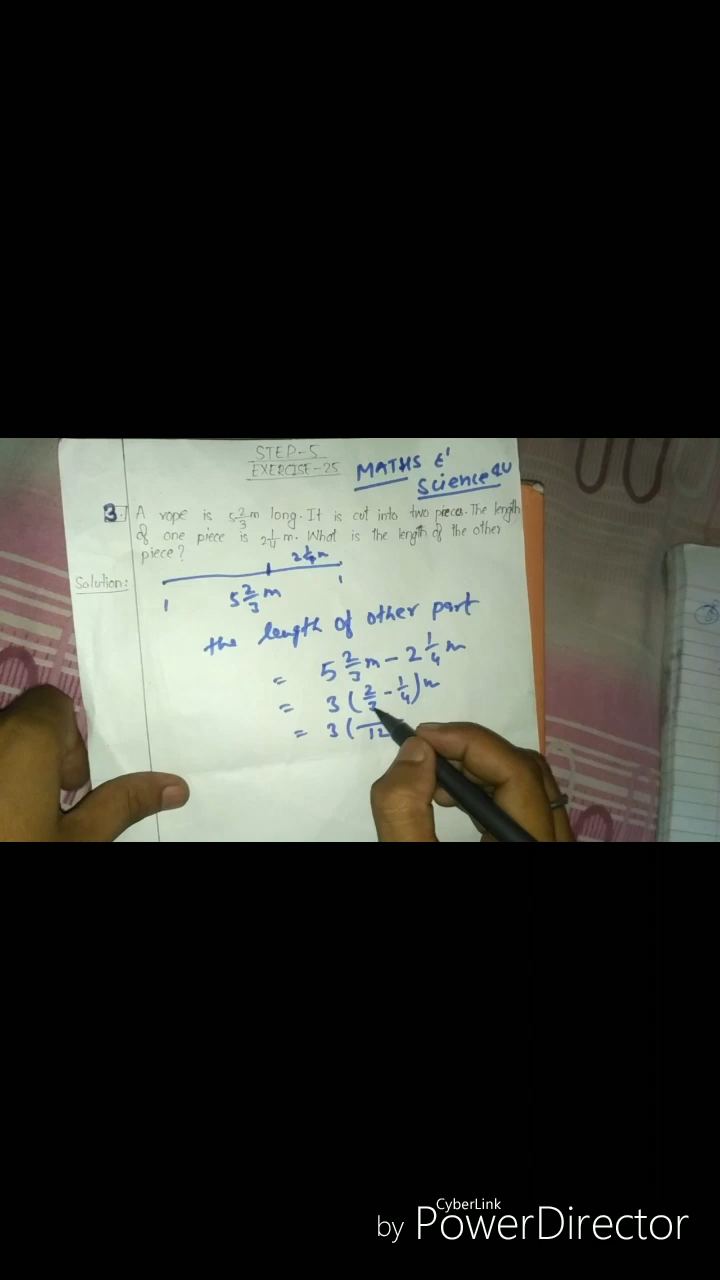 STEP-5
EXERCISE-25
MATHS &
Science4U
3. A rope is 5 2/3 m long. It is cut into two pieces. The length
of one piece is 2 1/4 m. What is the length of the other
piece?
2 1/4 m
Solution:
5 2/3 m
the length of other part
= 5 2/3 m - 2 1/4 m
= 3 ( 2/3 - 1/4 ) m
= 3 ( /12
by CyberLink PowerDirector